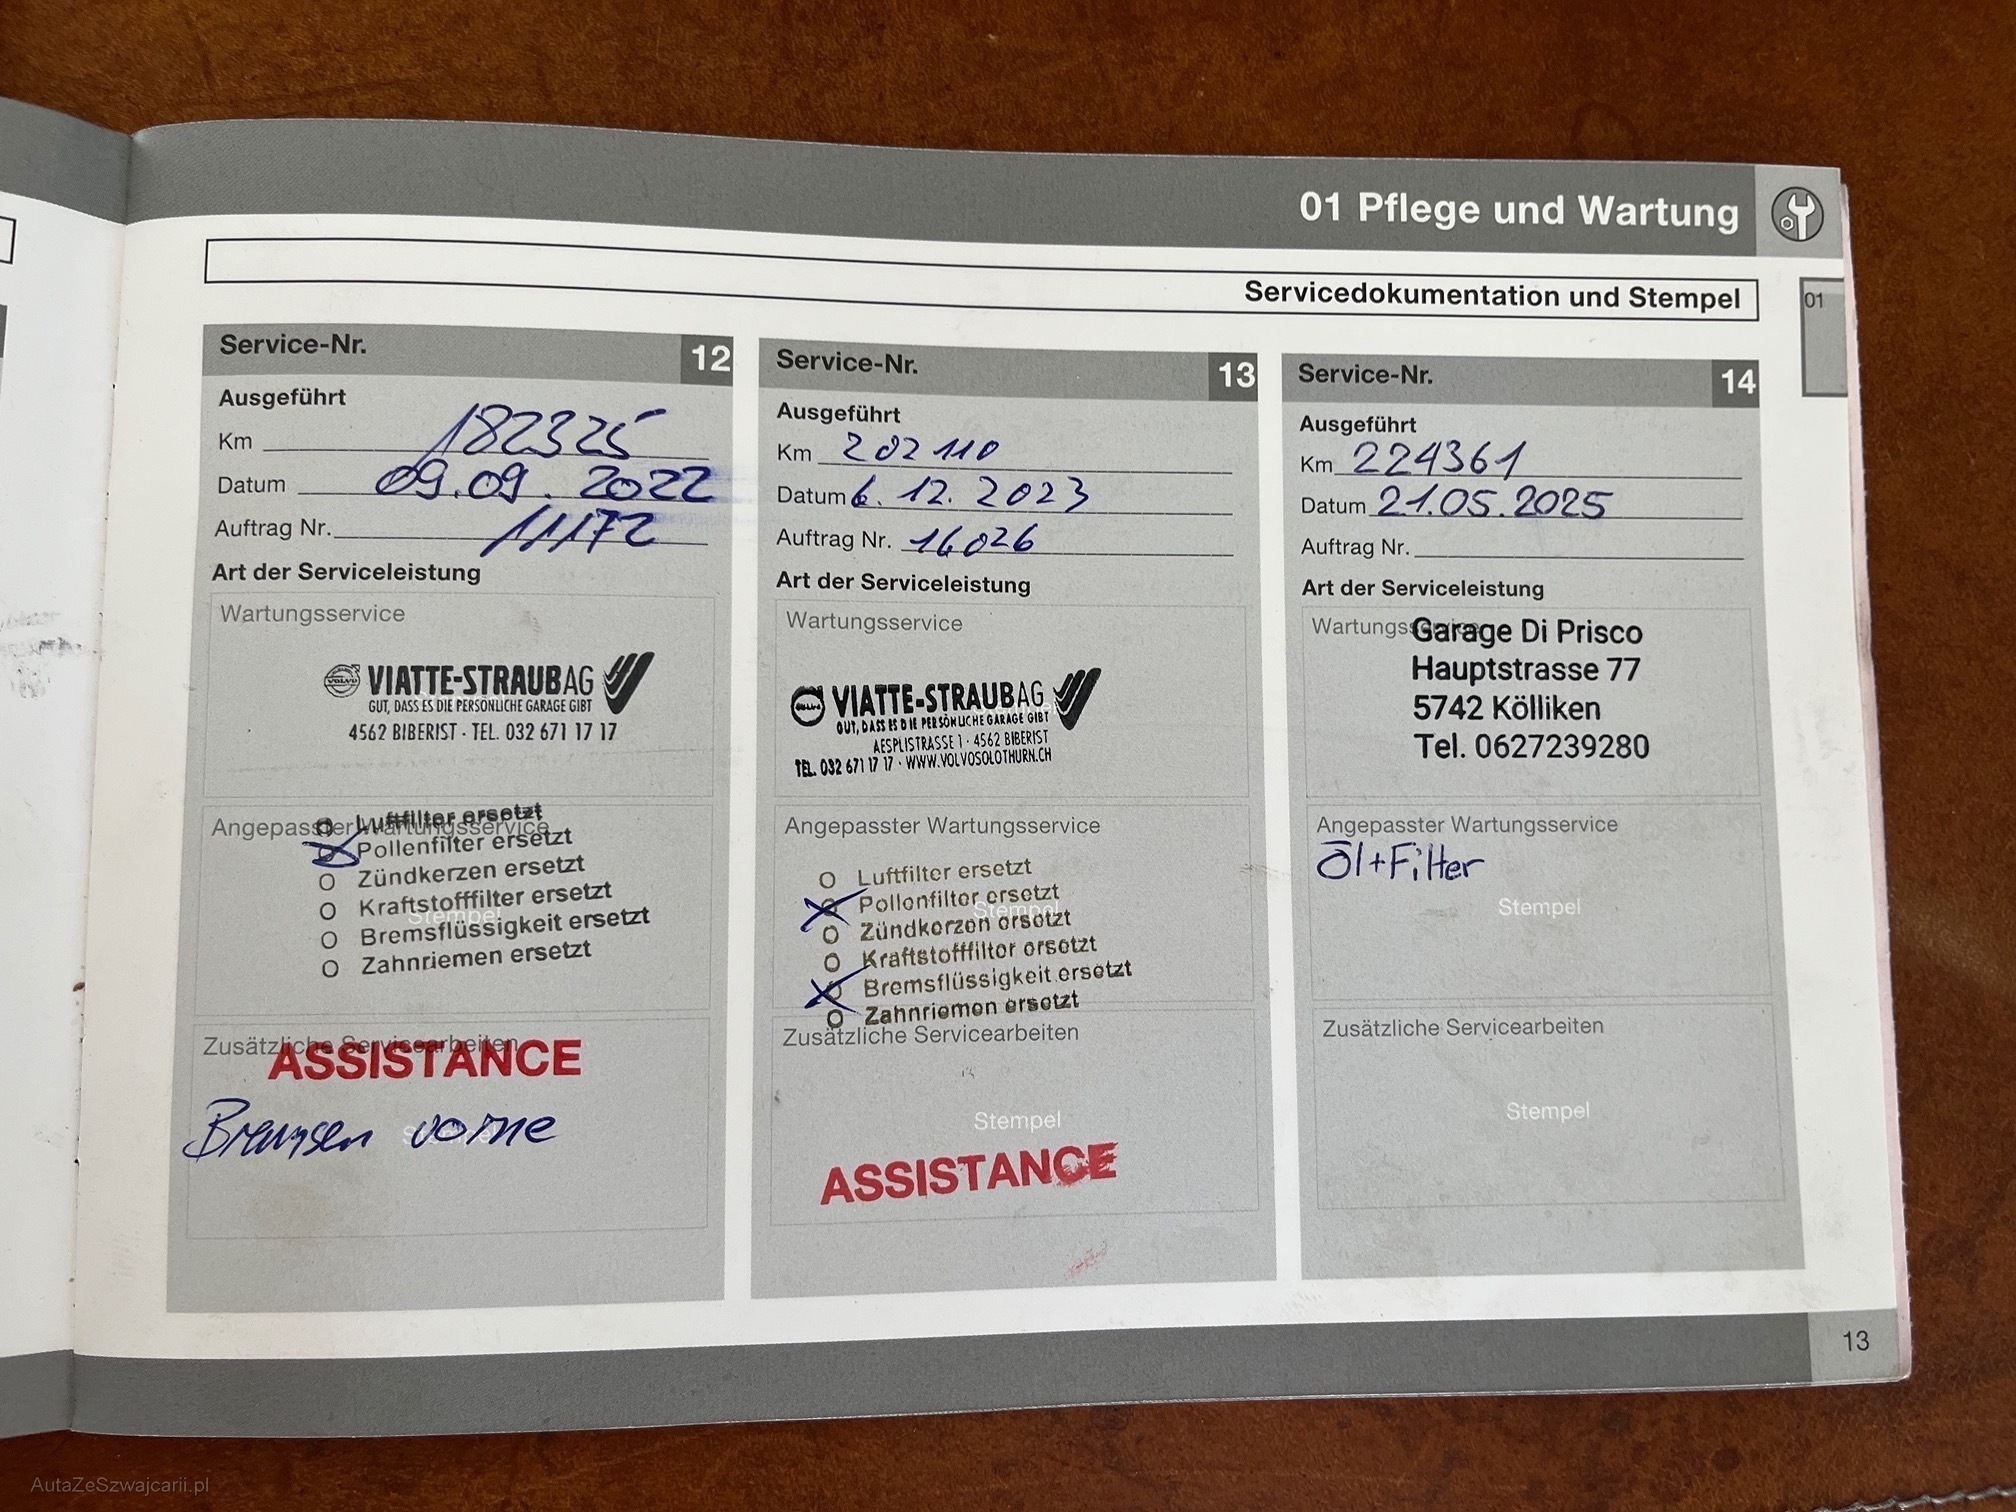 01 Pflege und Wartung
Servicedokumentation und Stempel
01
Service-Nr. 12
Ausgeführt
Km 182325
Datum 09.09.2022
Auftrag Nr. 11172
Art der Serviceleistung
Wartungsservice
VOLVO
VIATTE-STRAUB AG
GUT, DASS ES DIE PERSÖNLICHE GARAGE GIBT
4562 BIBERIST - TEL. 032 671 17 17
Angepasster Wartungsservice
O Luftfilter ersetzt
O Pollenfilter ersetzt
O Zündkerzen ersetzt
O Kraftstofffilter ersetzt
Stempel
O Bremsflüssigkeit ersetzt
O Zahnriemen ersetzt
Zusätzliche Servicearbeiten
ASSISTANCE
Bremsen vorne
Service-Nr. 13
Ausgeführt
Km 202110
Datum 6.12.2023
Auftrag Nr. 16026
Art der Serviceleistung
Wartungsservice
VIATTE-STRAUB AG
GUT, DASS ES DIE PERSÖNLICHE GARAGE GIBT
AESPLISTRASSE 1 · 4562 BIBERIST
TEL. 032 671 17 17 · WWW.VOLVOSOLOTHURN.CH
Angepasster Wartungsservice
O Luftfilter ersetzt
O Pollenfilter ersetzt
Stempel
O Zündkerzen ersetzt
O Kraftstofffilter ersetzt
O Bremsflüssigkeit ersetzt
O Zahnriemen ersetzt
Zusätzliche Servicearbeiten
Stempel
ASSISTANCE
Service-Nr. 14
Ausgeführt
Km 224361
Datum 21.05.2025
Auftrag Nr.
Art der Serviceleistung
Wartungsservice
Garage Di Prisco
Hauptstrasse 77
5742 Kölliken
Tel. 0627239280
Angepasster Wartungsservice
Öl+Filter
Stempel
Zusätzliche Servicearbeiten
Stempel
13
AutaZeSzwajcarii.pl